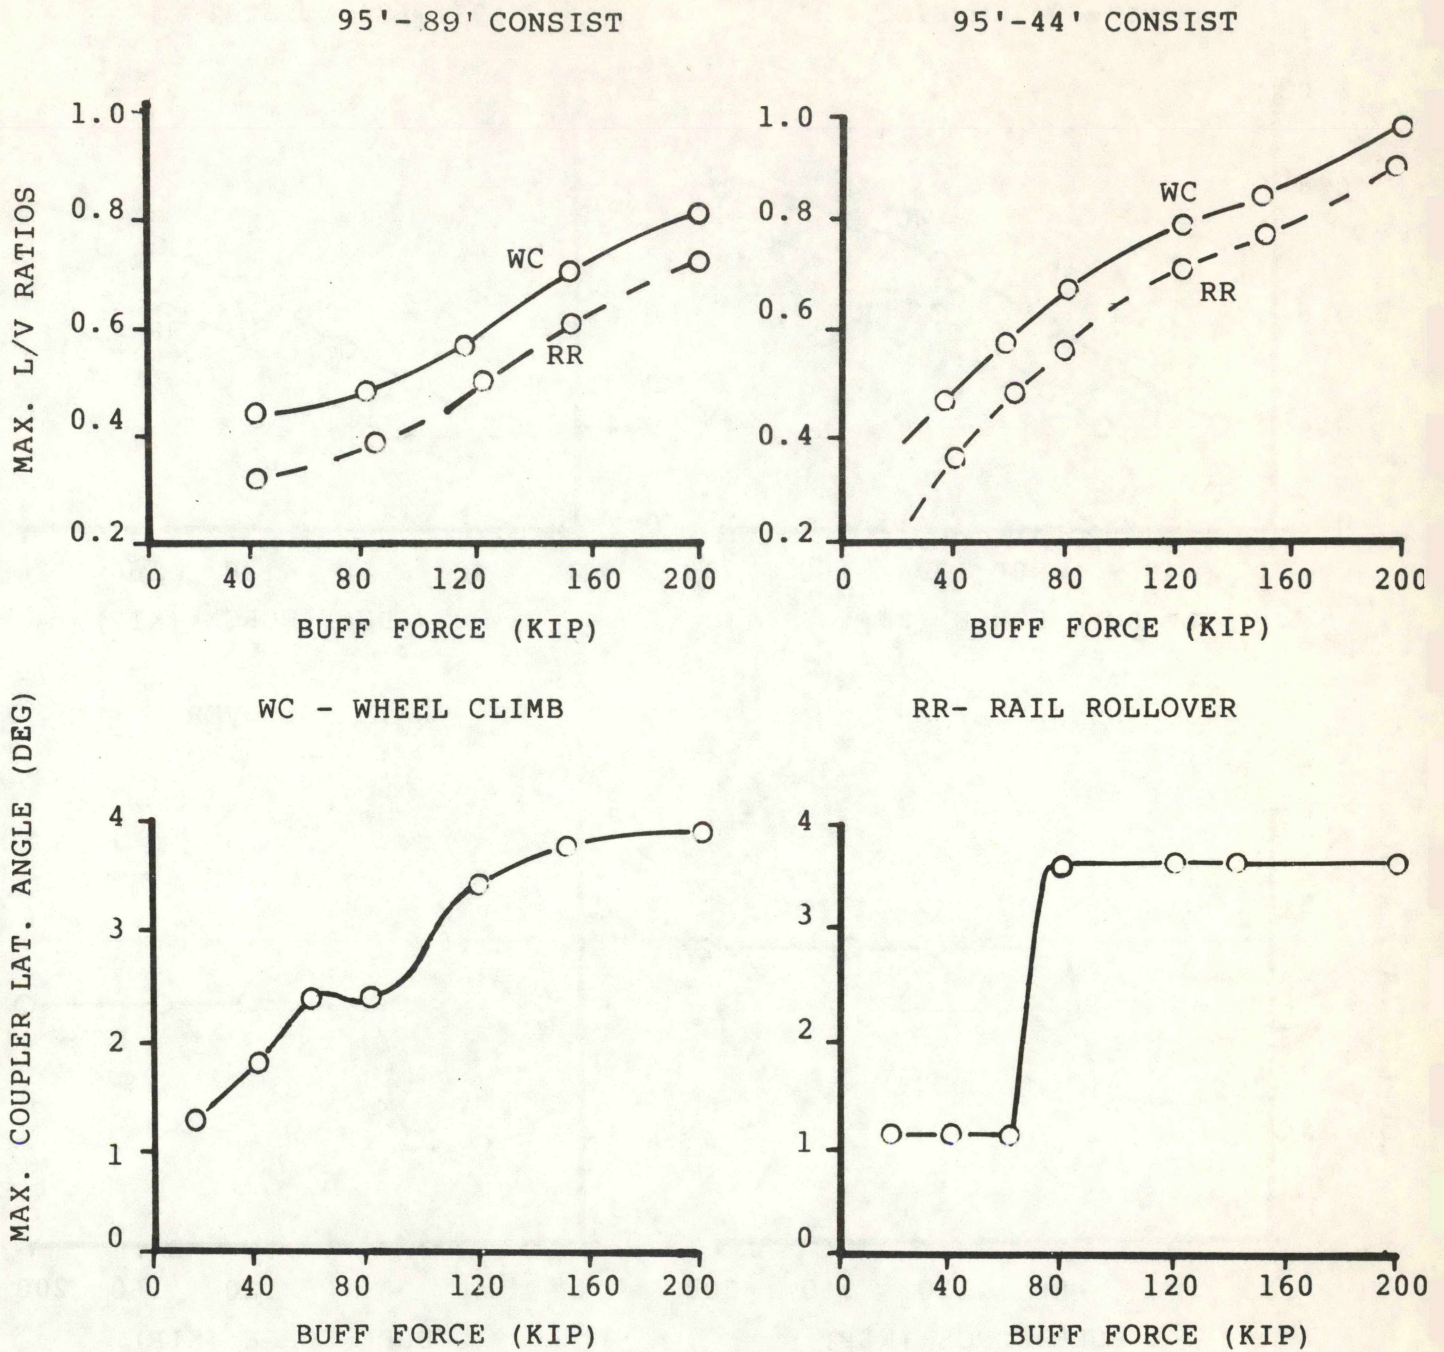 95'-89' CONSIST
95'-44' CONSIST
MAX. L/V RATIOS
1.0
0.8
0.6
0.4
0.2
WC
RR
0 40 80 120 160 200
BUFF FORCE (KIP)
1.0
0.8
0.6
0.4
0.2
WC
RR
0 40 80 120 160 200
BUFF FORCE (KIP)
WC - WHEEL CLIMB
RR- RAIL ROLLOVER
MAX. COUPLER LAT. ANGLE (DEG)
4
3
2
1
0
0 40 80 120 160 200
BUFF FORCE (KIP)
4
3
2
1
0
0 40 80 120 160 200
BUFF FORCE (KIP)